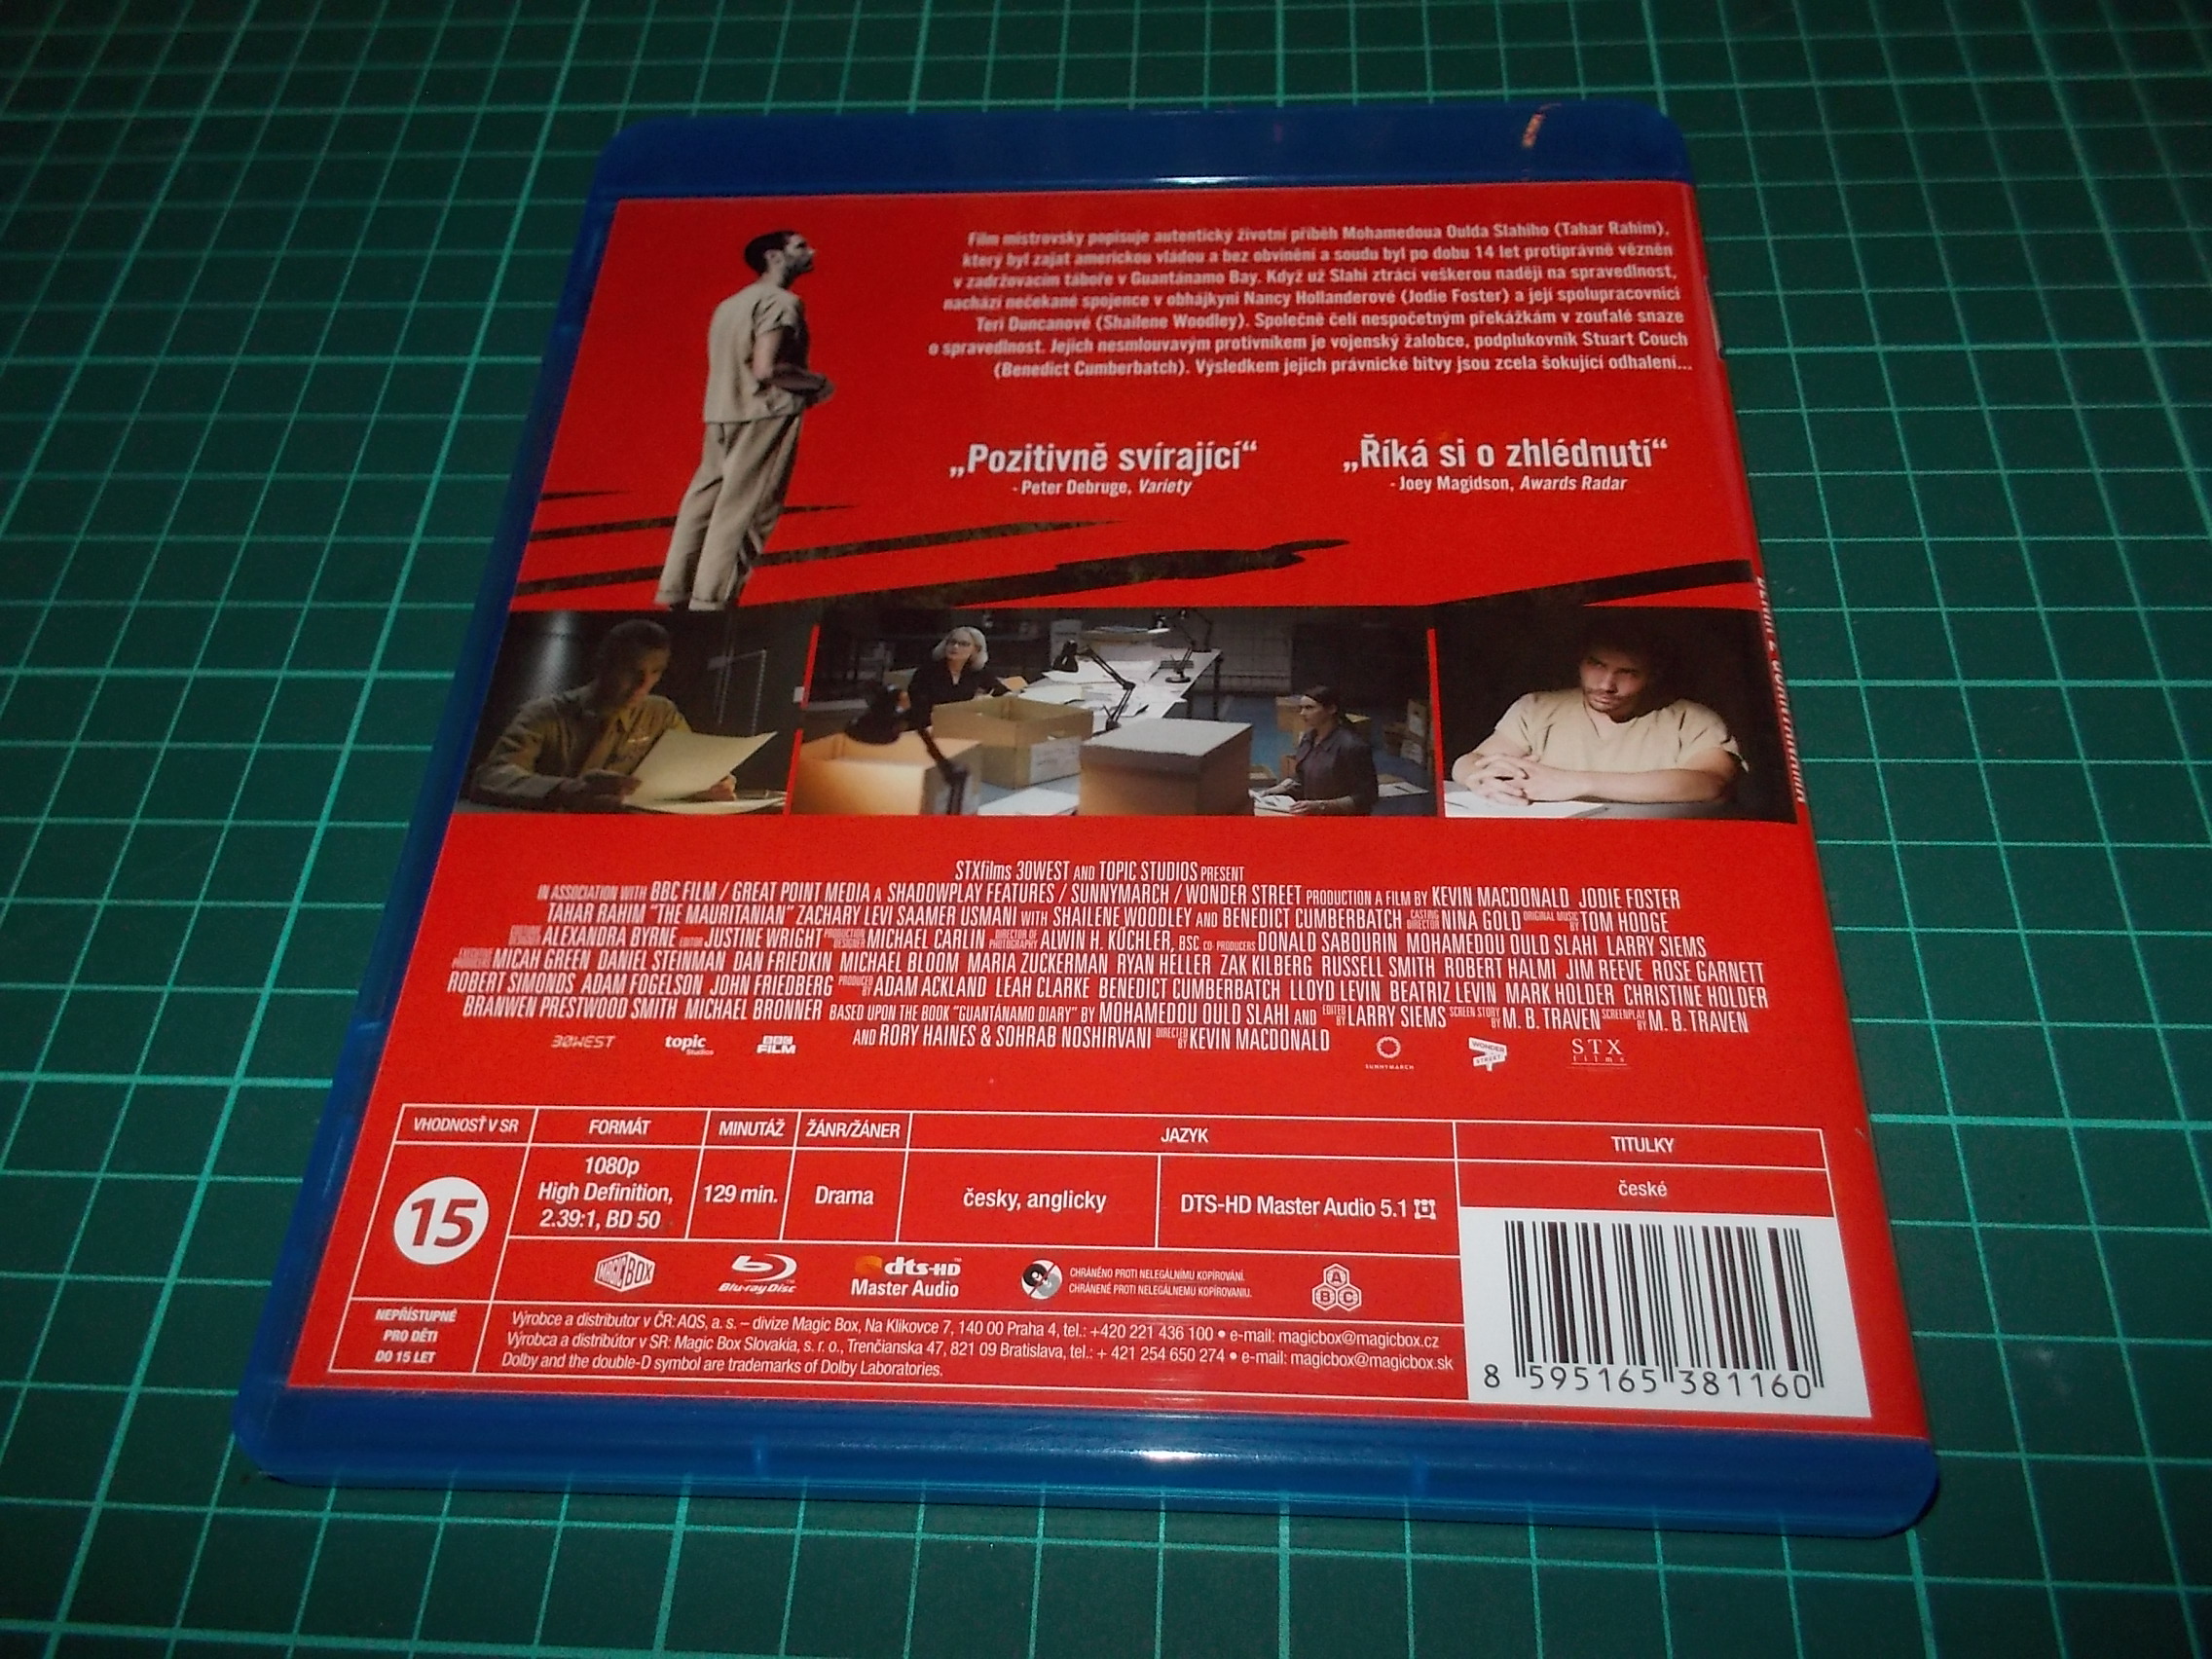 Film mistrovsky popisuje autentický životní příběh Mohamedoua Oulda Slahiho (Tahar Rahim),
který byl zajat americkou vládou a bez obvinění a soudu byl po dobu 14 let protiprávně vězněn
v zadržovacím táboře v Guantánamo Bay. Když už Slahi ztrácí veškerou naději na spravedlnost,
nachází nečekané spojence v obhájkyni Nancy Hollanderové (Jodie Foster) a její spolupracovnici
Teri Duncanové (Shailene Woodley). Společně čelí nespočetným překážkám v zoufalé snaze
o spravedlnost. Jejich nesmlouvavým protivníkem je vojenský žalobce, podplukovník Stuart Couch
(Benedict Cumberbatch). Výsledkem jejich právnické bitvy jsou zcela šokující odhalení...
„Pozitivně svírající“
- Peter Debruge, Variety
„Říká si o zhlédnutí“
- Joey Magidson, Awards Radar
STXfilms 30WEST AND TOPIC STUDIOS PRESENT
IN ASSOCIATION WITH BBC FILM / GREAT POINT MEDIA A SHADOWPLAY FEATURES / SUNNYMARCH / WONDER STREET PRODUCTION A FILM BY KEVIN MACDONALD JODIE FOSTER
TAHAR RAHIM "THE MAURITANIAN" ZACHARY LEVI SAAMER USMANI WITH SHAILENE WOODLEY AND BENEDICT CUMBERBATCH CASTING DIRECTOR NINA GOLD ORIGINAL MUSIC BY TOM HODGE
ALEXANDRA BYRNE EDITOR JUSTINE WRIGHT PRODUCTION DESIGNER MICHAEL CARLIN DIRECTOR OF PHOTOGRAPHY ALWIN H. KÜCHLER, BSC CO-PRODUCERS DONALD SABOURIN MOHAMEDOU OULD SLAHI LARRY SIEMS
EXECUTIVE PRODUCERS MICAH GREEN DANIEL STEINMAN DAN FRIEDKIN MICHAEL BLOOM MARIA ZUCKERMAN RYAN HELLER ZAK KILBERG RUSSELL SMITH ROBERT HALMI JIM REEVE ROSE GARNETT
ROBERT SIMONDS ADAM FOGELSON JOHN FRIEDBERG PRODUCED BY ADAM ACKLAND LEAH CLARKE BENEDICT CUMBERBATCH LLOYD LEVIN BEATRIZ LEVIN MARK HOLDER CHRISTINE HOLDER
BRANWEN PRESTWOOD SMITH MICHAEL BRONNER BASED UPON THE BOOK "GUANTÁNAMO DIARY" BY MOHAMEDOU OULD SLAHI AND EDITED BY LARRY SIEMS SCREEN STORY BY M. B. TRAVEN SCREENPLAY BY M. B. TRAVEN
AND RORY HAINES & SOHRAB NOSHIRVANI DIRECTED BY KEVIN MACDONALD
30WEST
topic Studios
BBC FILM
SUNNYMARCH
WONDER STREET
STX films
VHODNOSŤ V SR
FORMÁT
MINUTÁŽ
ŽÁNR/ŽÁNER
JAZYK
TITULKY
15
1080p
High Definition,
2.39:1, BD 50
129 min.
Drama
česky, anglicky
DTS-HD Master Audio 5.1
české
MAGIC BOX
Blu-ray Disc
dts-HD
Master Audio
CHRÁNĚNO PROTI NELEGÁLNÍMU KOPÍROVÁNÍ.
CHRÁNENÉ PROTI NELEGÁLNEMU KOPÍROVANIU.
A
B C
NEPŘÍSTUPNÉ
PRO DĚTI
DO 15 LET
Výrobce a distributor v ČR: AQS, a. s. – divize Magic Box, Na Klikovce 7, 140 00 Praha 4, tel.: +420 221 436 100 • e-mail: magicbox@magicbox.cz
Výrobca a distribútor v SR: Magic Box Slovakia, s. r. o., Trenčianska 47, 821 09 Bratislava, tel.: + 421 254 650 274 • e-mail: magicbox@magicbox.sk
Dolby and the double-D symbol are trademarks of Dolby Laboratories.
8 595165 381160